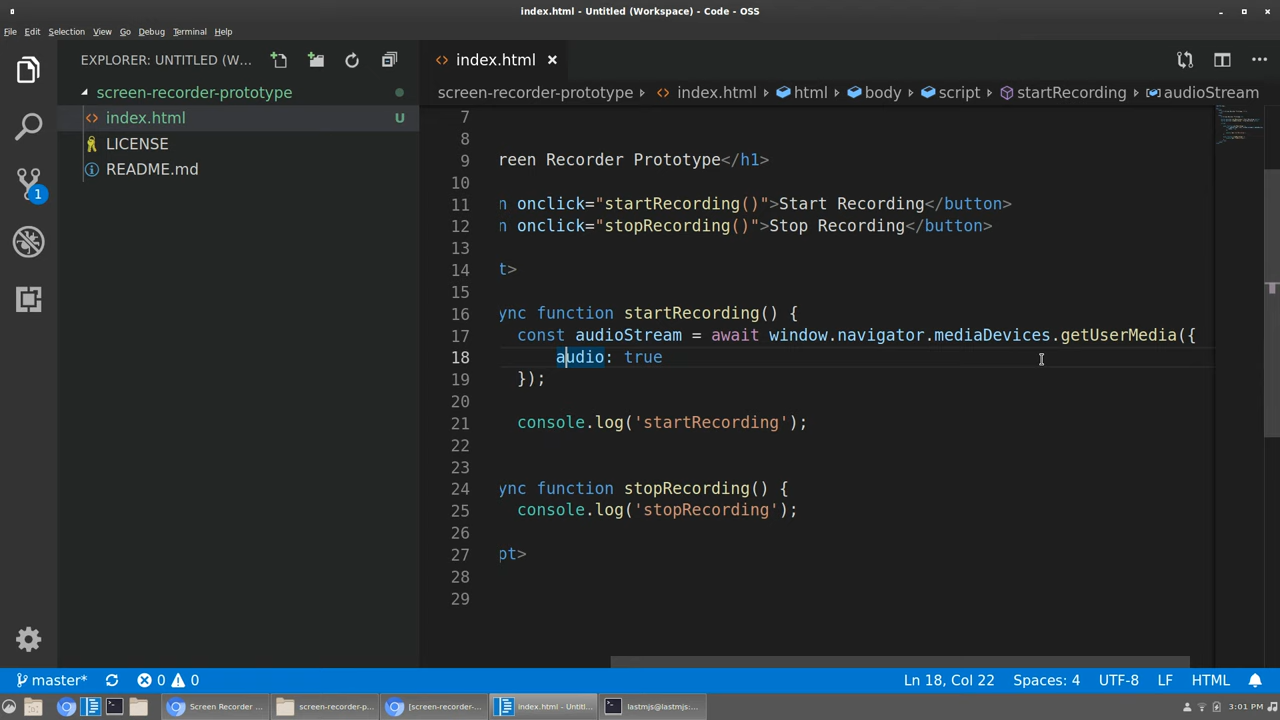 index.html - Untitled (Workspace) - Code - OSS
File Edit Selection View Go Debug Terminal Help
EXPLORER: UNTITLED (W...
index.html
screen-recorder-prototype
screen-recorder-prototype index.html html body script startRecording audioStream
index.html U
LICENSE
README.md
1
7
8
9 reen Recorder Prototype</h1>
10
11 n onclick="startRecording()">Start Recording</button>
12 n onclick="stopRecording()">Stop Recording</button>
13
14 t>
15
16 ync function startRecording() {
17 const audioStream = await window.navigator.mediaDevices.getUserMedia({
18 audio: true
19 });
20
21 console.log('startRecording');
22
23
24 ync function stopRecording() {
25 console.log('stopRecording');
26
27 pt>
28
29
master* 0 0 Ln 18, Col 22 Spaces: 4 UTF-8 LF HTML
Screen Recorder ... screen-recorder-p... [screen-recorder-... index.html - Untitl... lastmjs@lastmjs:... 3:01 PM